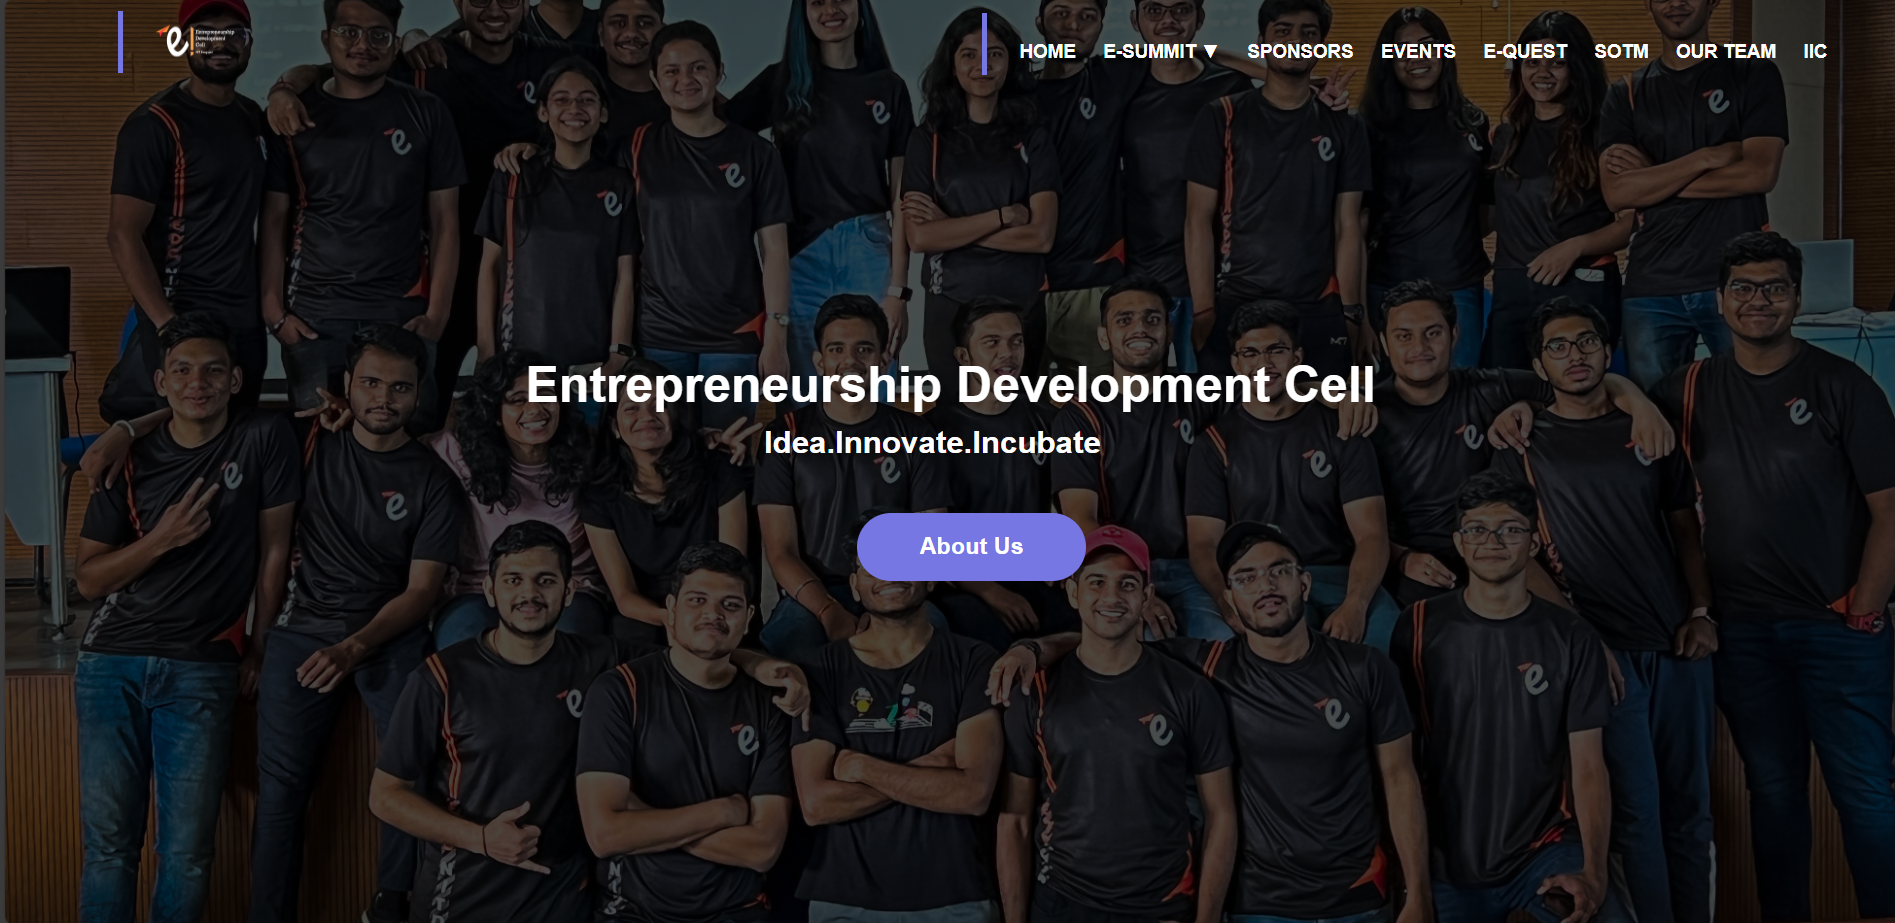 Entrepreneurship
Development
Cell
HOME E-SUMMIT ▼ SPONSORS EVENTS E-QUEST SOTM OUR TEAM IIC
Entrepreneurship Development Cell
Idea.Innovate.Incubate
About Us